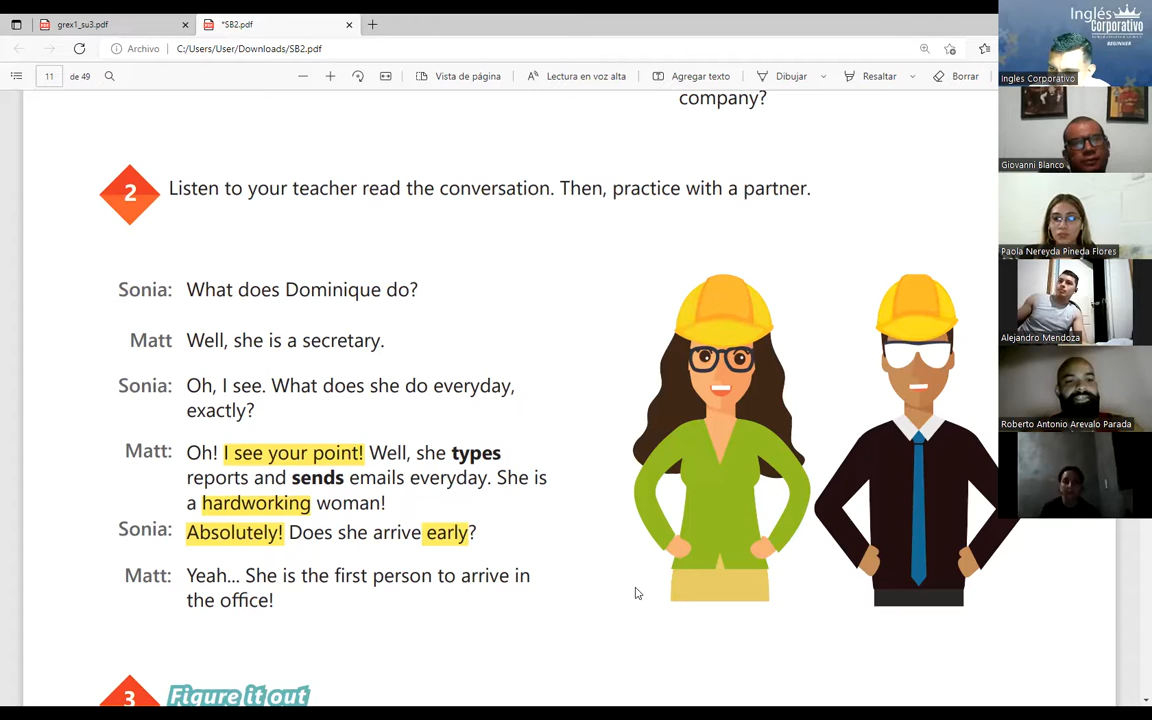 grex1_su3.pdf
*SB2.pdf
Archivo
C:/Users/User/Downloads/SB2.pdf
11
de 49
Vista de página
Lectura en voz alta
Agregar texto
Dibujar
Resaltar
Borrar
company?
2
Listen to your teacher read the conversation. Then, practice with a partner.
Sonia: What does Dominique do?
Matt Well, she is a secretary.
Sonia: Oh, I see. What does she do everyday,
exactly?
Matt: Oh! I see your point! Well, she types
reports and sends emails everyday. She is
a hardworking woman!
Sonia: Absolutely! Does she arrive early?
Matt: Yeah... She is the first person to arrive in
the office!
3
Figure it out
Inglés
Corporativo
BEGINNER
Ingles Corporativo
Giovanni Blanco
Paola Nereyda Pineda Flores
Alejandro Mendoza
Roberto Antonio Arevalo Parada